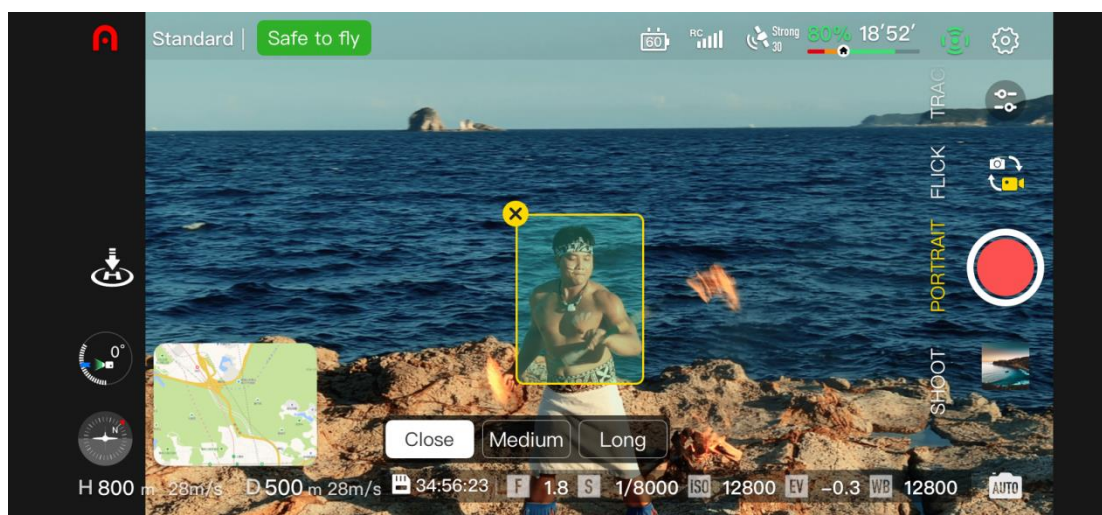 Standard | Safe to fly 60 RC Strong 30 80% 18′52′
TRAC
FLICK
PORTRAIT
SHOOT
0°
N
Close Medium Long
H 800 m 28m/s D 500 m 28m/s 34:56:23 F 1.8 S 1/8000 ISO 12800 EV −0.3 WB 12800 AUTO